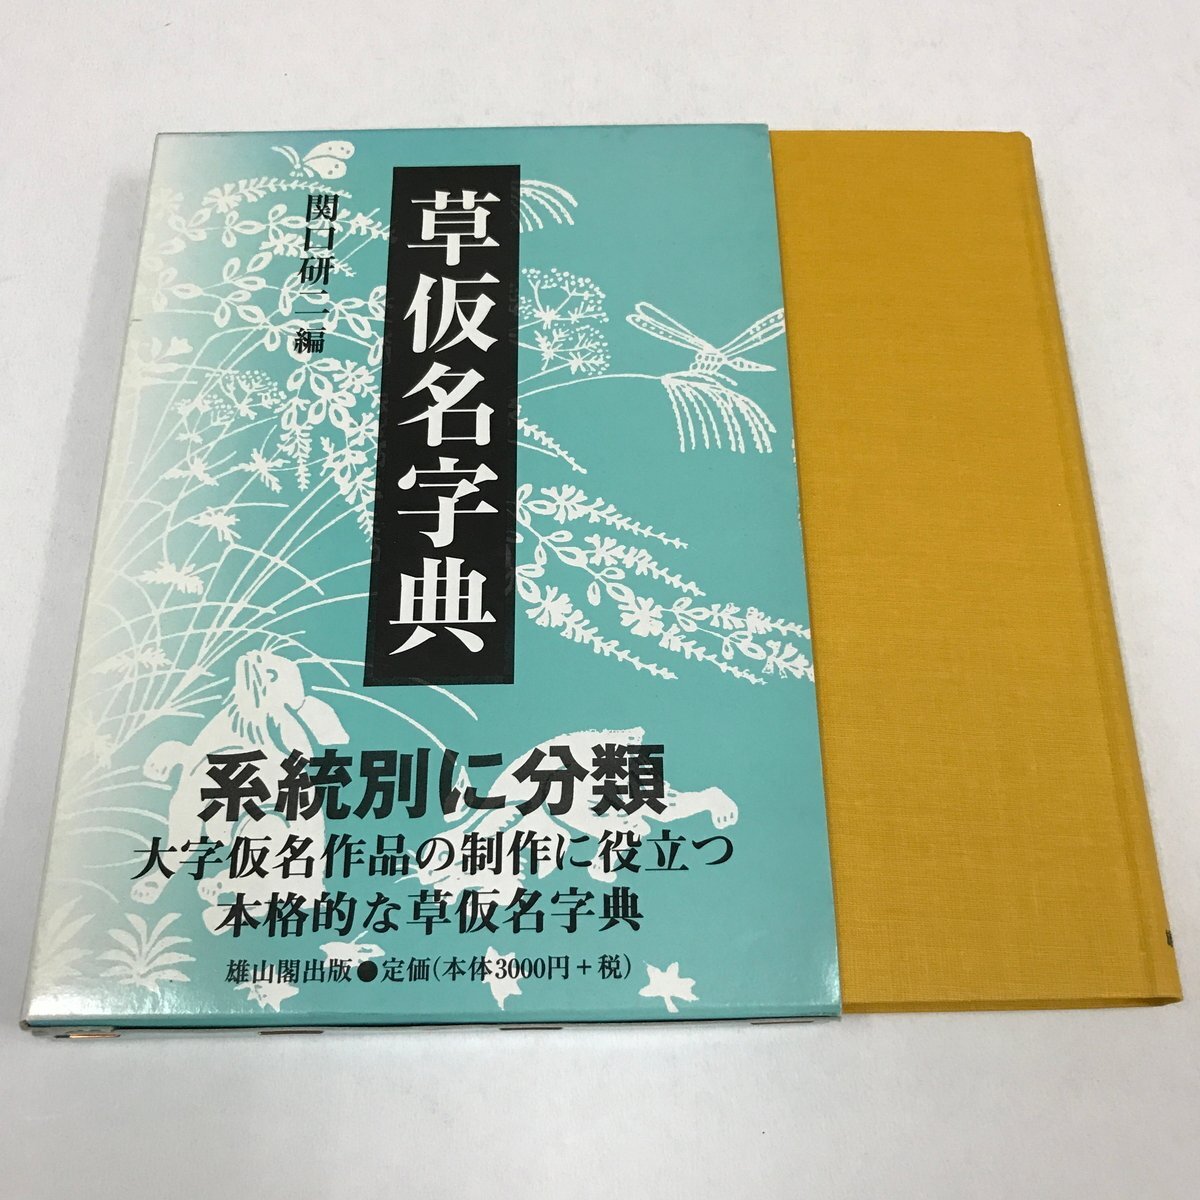 草仮名字典
関口研二編
系統別に分類
大字仮名作品の制作に役立つ
本格的な草仮名字典
雄山閣出版●定価(本体3000円+税)